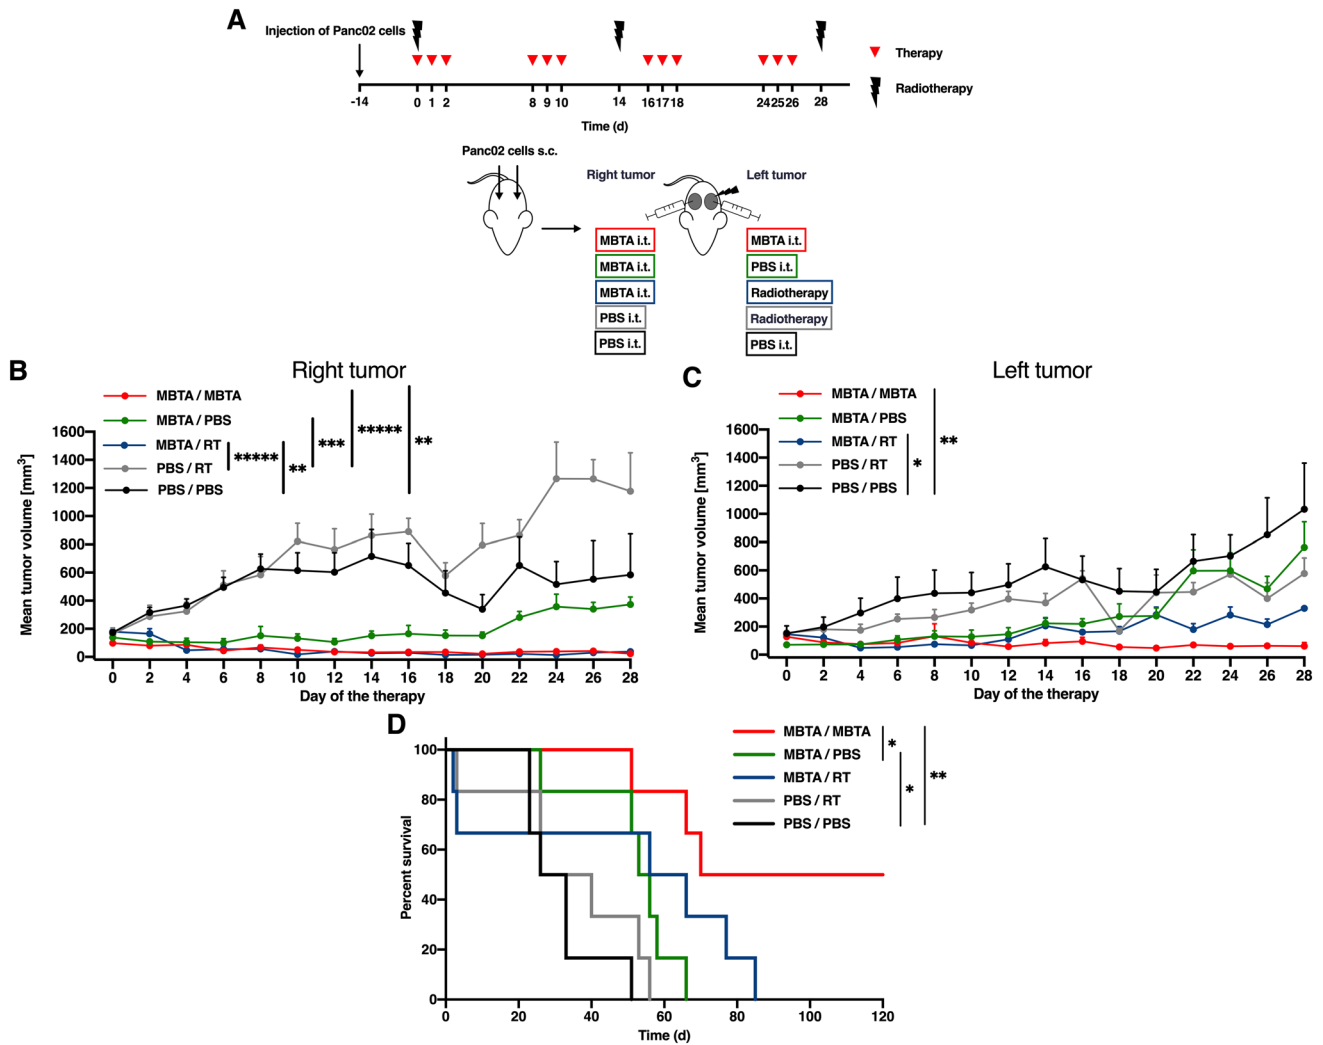 A
Injection of Panc02 cells
Therapy
Radiotherapy
-14 0 1 2 8 9 10 14 16 17 18 24 25 26 28
Time (d)
Panc02 cells s.c.
Right tumor
Left tumor
MBTA i.t.
MBTA i.t.
MBTA i.t.
PBS i.t.
MBTA i.t.
Radiotherapy
PBS i.t.
Radiotherapy
PBS i.t.
PBS i.t.
B
Right tumor
MBTA / MBTA
MBTA / PBS
MBTA / RT
PBS / RT
PBS / PBS
*****
**
***
*****
**
Mean tumor volume [mm³]
1600
1400
1200
1000
800
600
400
200
0
0 2 4 6 8 10 12 14 16 18 20 22 24 26 28
Day of the therapy
C
Left tumor
MBTA / MBTA
MBTA / PBS
MBTA / RT
PBS / RT
PBS / PBS
*
**
Mean tumor volume [mm³]
1600
1400
1200
1000
800
600
400
200
0
0 2 4 6 8 10 12 14 16 18 20 22 24 26 28
Day of the therapy
D
MBTA / MBTA
MBTA / PBS
MBTA / RT
PBS / RT
PBS / PBS
*
*
**
Percent survival
100
80
60
40
20
0
0 20 40 60 80 100 120
Time (d)